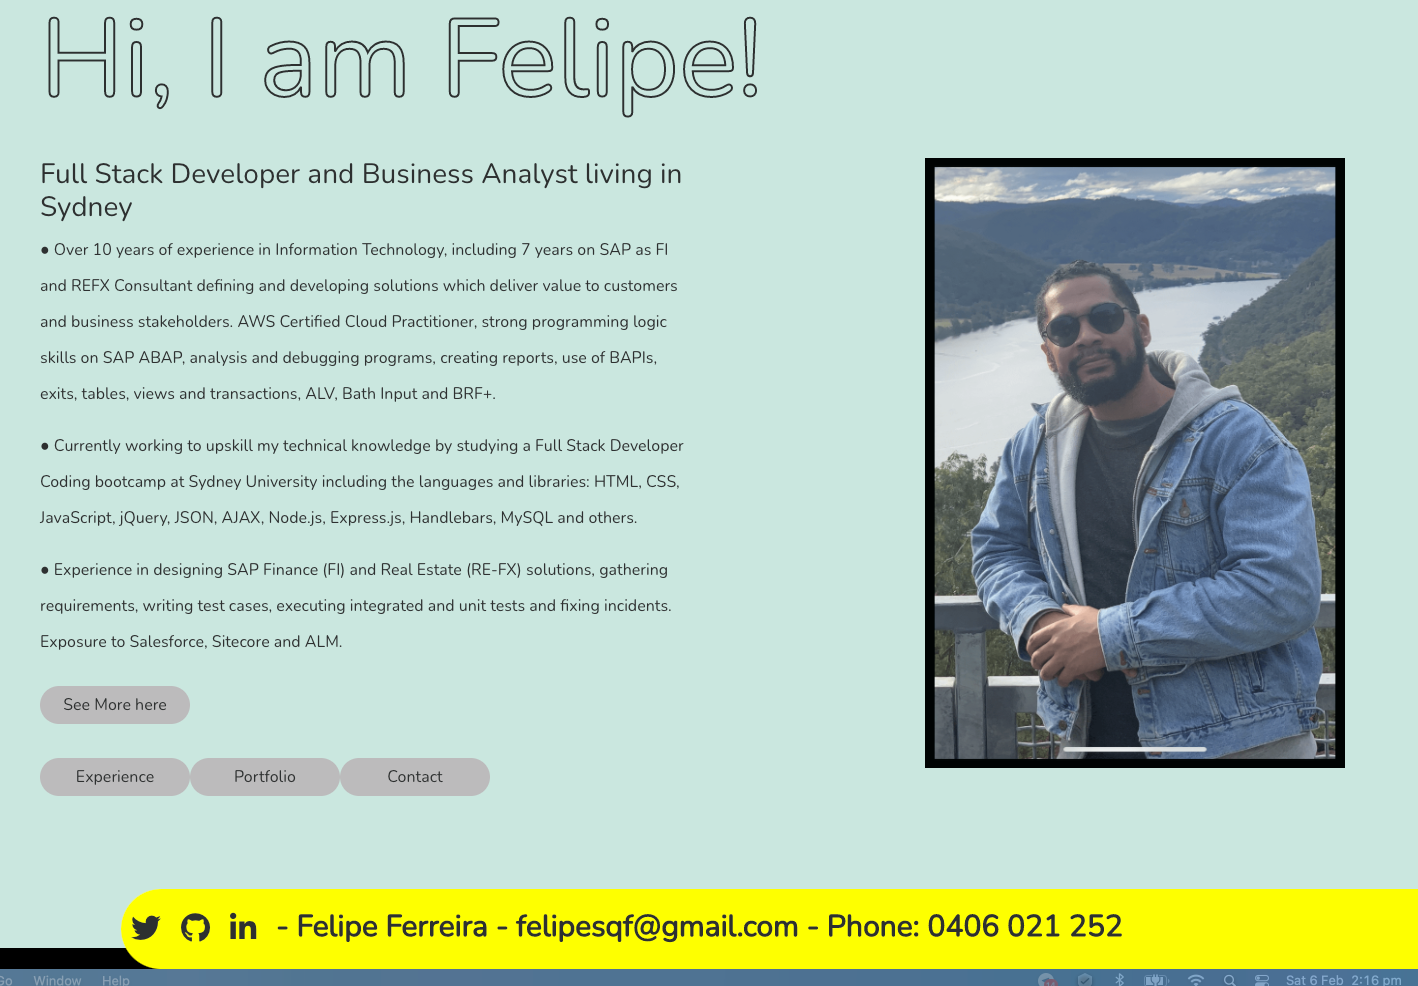 Hi, I am Felipe!
Full Stack Developer and Business Analyst living in
Sydney
● Over 10 years of experience in Information Technology, including 7 years on SAP as FI
and REFX Consultant defining and developing solutions which deliver value to customers
and business stakeholders. AWS Certified Cloud Practitioner, strong programming logic
skills on SAP ABAP, analysis and debugging programs, creating reports, use of BAPIs,
exits, tables, views and transactions, ALV, Bath Input and BRF+.
● Currently working to upskill my technical knowledge by studying a Full Stack Developer
Coding bootcamp at Sydney University including the languages and libraries: HTML, CSS,
JavaScript, jQuery, JSON, AJAX, Node.js, Express.js, Handlebars, MySQL and others.
● Experience in designing SAP Finance (FI) and Real Estate (RE-FX) solutions, gathering
requirements, writing test cases, executing integrated and unit tests and fixing incidents.
Exposure to Salesforce, Sitecore and ALM.
See More here
Experience Portfolio Contact
- Felipe Ferreira - felipesqf@gmail.com - Phone: 0406 021 252
Go Window Help Sat 6 Feb 2:16 pm